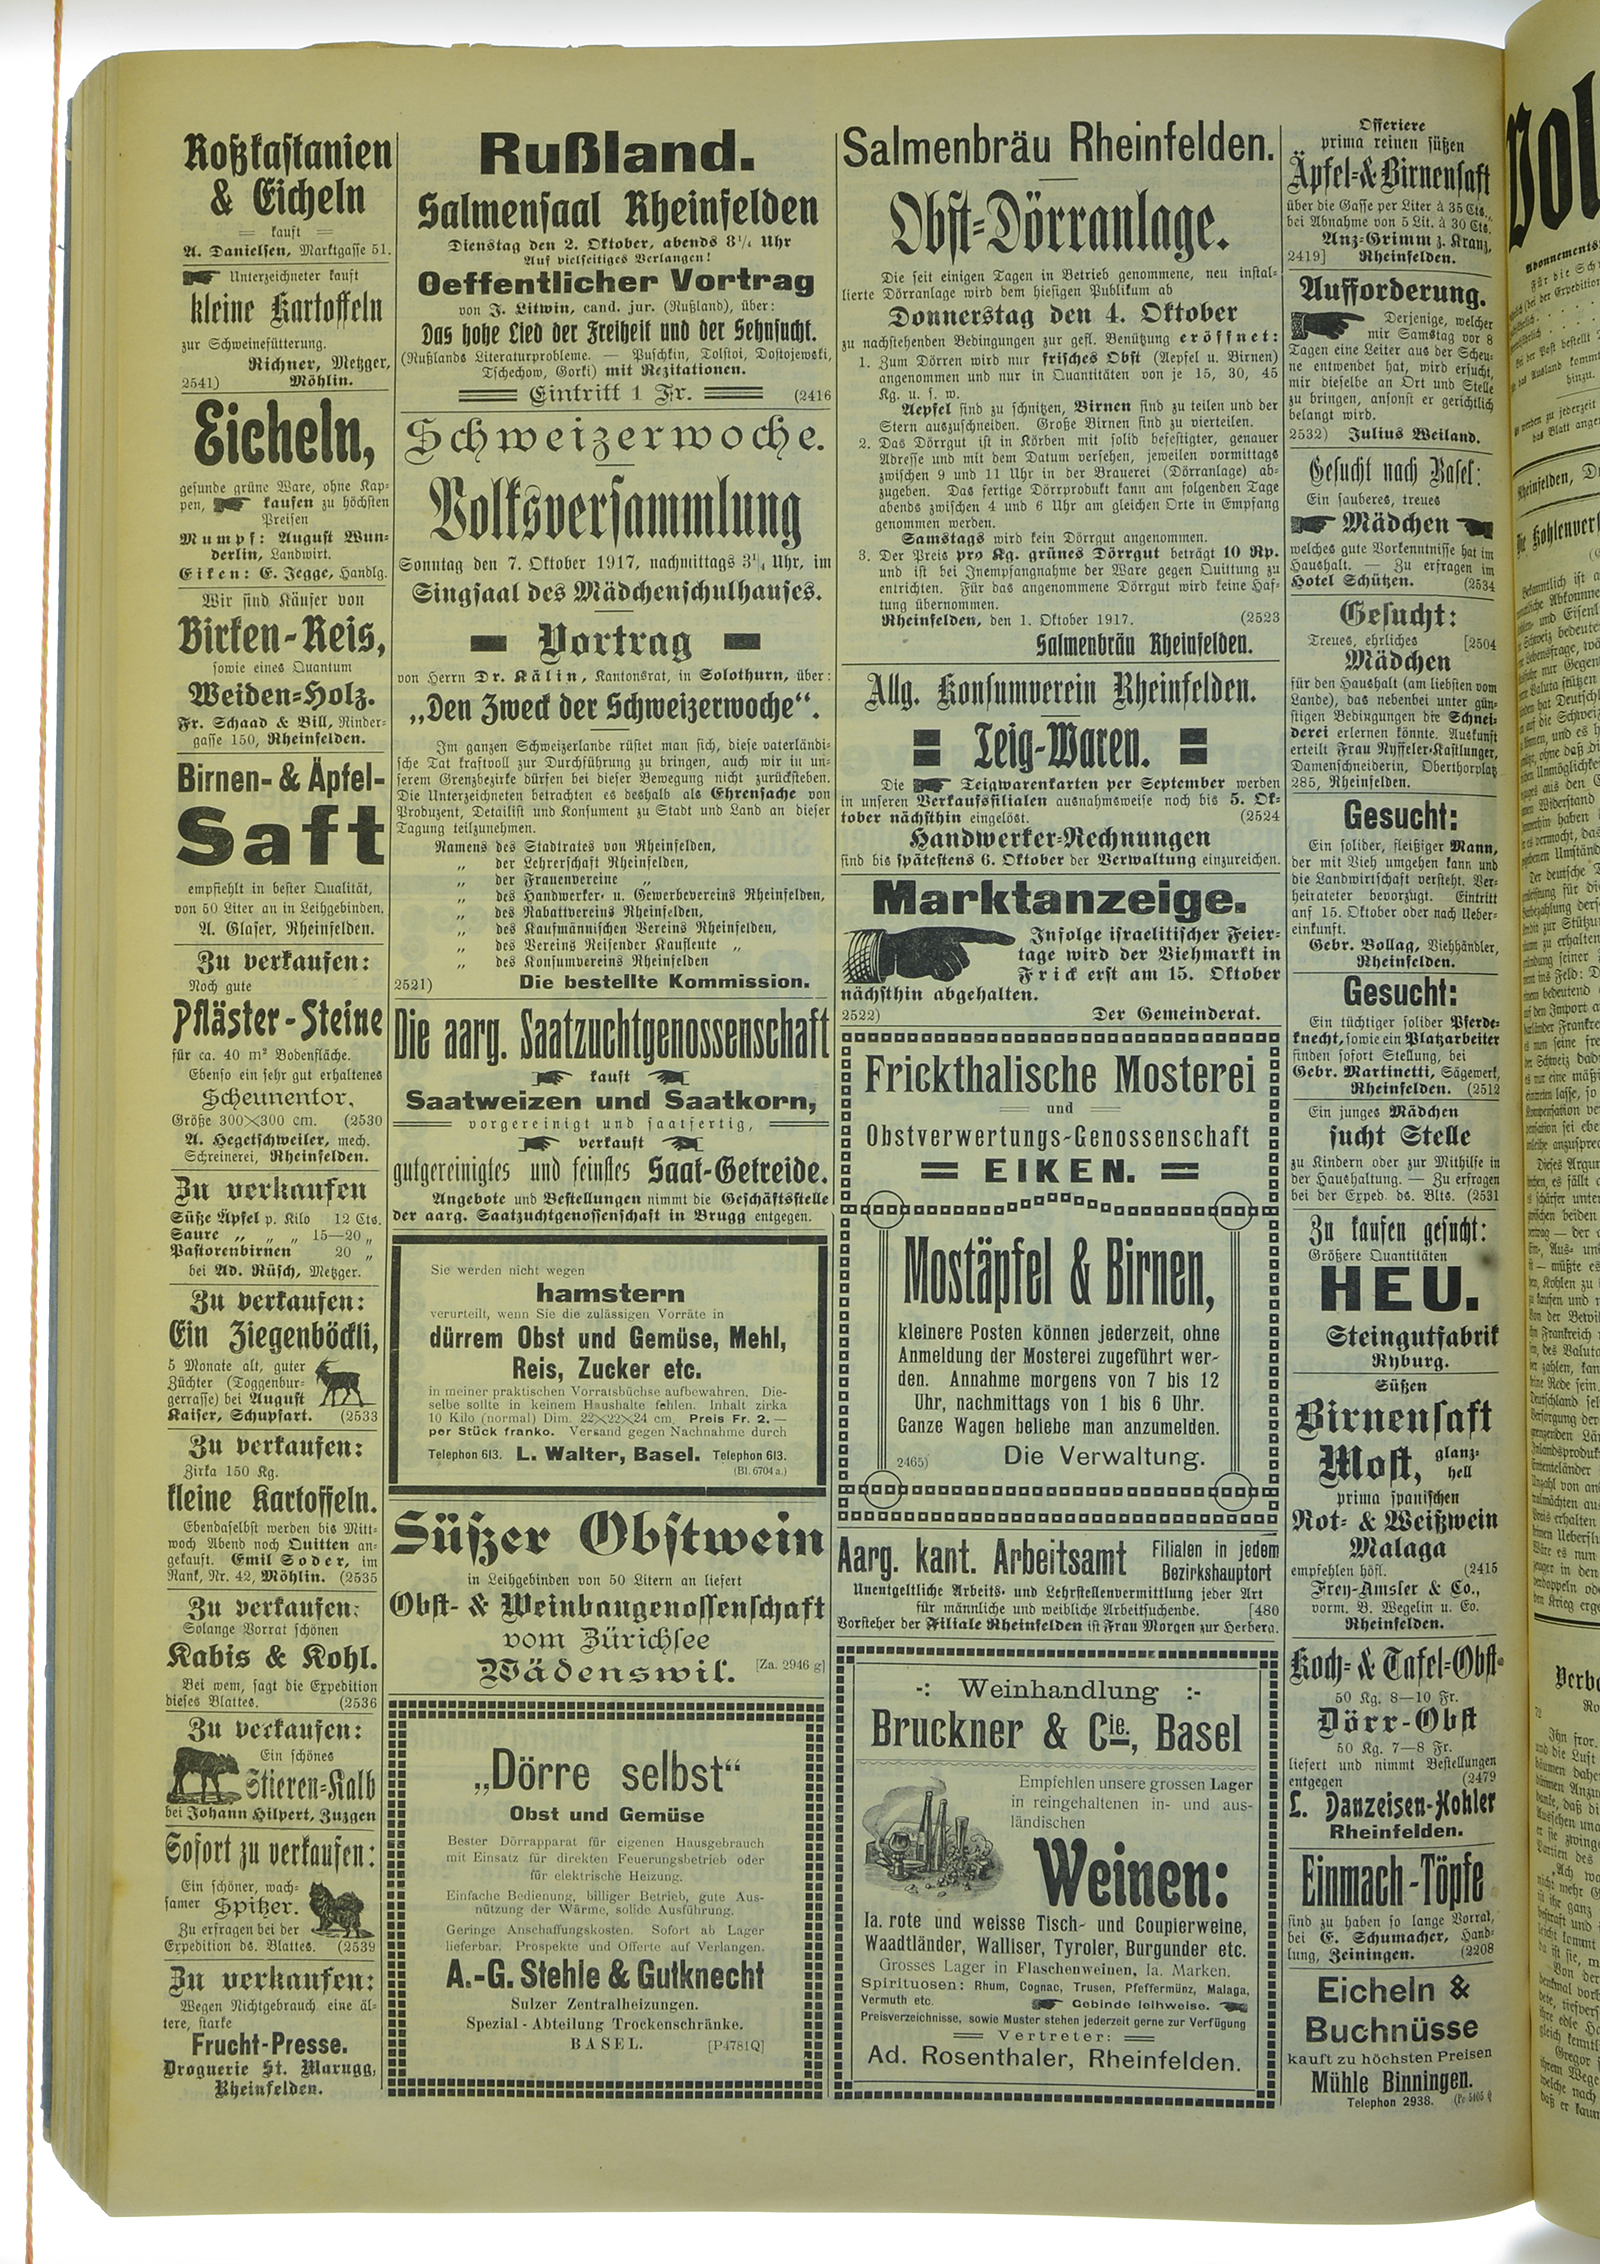 Roßkastanien
& Eicheln
kauft
A. Danielsen, Marktgasse 51.
Unterzeichneter kauft
kleine Kartoffeln
zur Schweinefütterung.
Richner, Metzger,
2541) Möhlin.
Eicheln,
gesunde grüne Ware, ohne Kap-
pen, kaufen zu höchsten
Preisen
Mumpf: August Wun-
derlin, Landwirt.
Eiken: E. Jegge, Handlg.
Wir sind Käufer von
Birken-Reis,
sowie eines Quantum
Weiden-Holz.
Fr. Schaad & Bill, Rinder-
gasse 150, Rheinfelden.
Birnen- & Äpfel-
Saft
empfiehlt in bester Qualität,
von 50 Liter an in Leihgebinden.
A. Glaser, Rheinfelden.
Zu verkaufen:
Noch gute
Pfläster-Steine
für ca. 40 m² Bodenfläche.
Ebenso ein sehr gut erhaltenes
Scheunentor,
Größe 300×300 cm. (2530
A. Hegetschweiler, mech.
Schreinerei, Rheinfelden.
Zu verkaufen
Süße Äpfel p. Kilo 12 Cts.
Saure „ „ „ 15—20 „
Pastorenbirnen 20 „
bei Ad. Rüsch, Metzger.
Zu verkaufen:
Ein Ziegenböckli,
5 Monate alt, guter
Züchter (Toggenbur-
gerrasse) bei August
Kaiser, Schupfart. (2533
Zu verkaufen:
Zirka 150 Kg.
kleine Kartoffeln.
Ebendaselbst werden bis Mitt-
woch Abend noch Quitten an-
gekauft. Emil Soder, im
Rank, Nr. 42, Möhlin. (2535
Zu verkaufen:
Solange Vorrat schönen
Kabis & Kohl.
Bei wem, sagt die Expedition
dieses Blattes. (2536
Zu verkaufen:
Ein schönes
Stieren-Kalb
bei Johann Hilpert, Zuzgen
Sofort zu verkaufen:
Ein schöner, wach-
samer Spitzer.
Zu erfragen bei der
Expedition ds. Blattes. (2539
Zu verkaufen:
Wegen Nichtgebrauch eine äl-
tere, starke
Frucht-Presse.
Droguerie St. Marugg,
Rheinfelden.
Rußland.
Salmensaal Rheinfelden
Dienstag den 2. Oktober, abends 8¼ Uhr
Auf vielseitiges Verlangen!
Oeffentlicher Vortrag
von J. Litwin, cand. jur. (Rußland), über:
Das hohe Lied der Freiheit und der Sehnsucht.
(Rußlands Literaturprobleme. — Puschkin, Tolstoi, Dostojewski,
Tschechow, Gorki) mit Rezitationen.
Eintritt 1 Fr. (2416
Schweizerwoche.
Volksversammlung
Sonntag den 7. Oktober 1917, nachmittags 3¼ Uhr, im
Singsaal des Mädchenschulhauses.
Vortrag
von Herrn Dr. Kälin, Kantonsrat, in Solothurn, über:
„Den Zweck der Schweizerwoche“.
Im ganzen Schweizerlande rüstet man sich, diese vaterländi-
sche Tat kraftvoll zur Durchführung zu bringen, auch wir in un-
serem Grenzbezirke dürfen bei dieser Bewegung nicht zurückstehen.
Die Unterzeichneten betrachten es deshalb als Ehrensache von
Produzent, Detailist und Konsument zu Stadt und Land an dieser
Tagung teilzunehmen.
Namens des Stadtrates von Rheinfelden,
„ der Lehrerschaft Rheinfelden,
„ der Frauenvereine „
„ des Handwerker- u. Gewerbevereins Rheinfelden,
„ des Rabattvereins Rheinfelden,
„ des Kaufmännischen Vereins Rheinfelden,
„ des Vereins Reisender Kaufleute „
„ des Konsumvereins Rheinfelden
2521) Die bestellte Kommission.
Die aarg. Saatzuchtgenossenschaft
kauft
Saatweizen und Saatkorn,
vorgereinigt und saatfertig,
verkauft
gutgereinigtes und feinstes Saat-Getreide.
Angebote und Bestellungen nimmt die Geschäftsstelle
der aarg. Saatzuchtgenossenschaft in Brugg entgegen.
Sie werden nicht wegen
hamstern
verurteilt, wenn Sie die zulässigen Vorräte in
dürrem Obst und Gemüse, Mehl,
Reis, Zucker etc.
in meiner praktischen Vorratsbüchse aufbewahren. Die-
selbe sollte in keinem Haushalte fehlen. Inhalt zirka
10 Kilo (normal) Dim. 22×22×24 cm. Preis Fr. 2.—
per Stück franko. Versand gegen Nachnahme durch
Telephon 613. L. Walter, Basel. Telephon 613.
(Bl. 6704 a.)
Süßer Obstwein
in Leihgebinden von 50 Litern an liefert
Obst- & Weinbaugenossenschaft
vom Zürichsee
Wädenswil. [Za. 2946 g]
„Dörre selbst“
Obst und Gemüse
Bester Dörrapparat für eigenen Hausgebrauch
mit Einsatz für direkten Feuerungsbetrieb oder
für elektrische Heizung.
Einfache Bedienung, billiger Betrieb, gute Aus-
nützung der Wärme, solide Ausführung.
Geringe Anschaffungskosten. Sofort ab Lager
lieferbar. Prospekte und Offerte auf Verlangen.
A.-G. Stehle & Gutknecht
Sulzer Zentralheizungen.
Spezial-Abteilung Trockenschränke.
BASEL. [P4781Q]
Salmenbräu Rheinfelden.
Obst-Dörranlage.
Die seit einigen Tagen in Betrieb genommene, neu instal-
lierte Dörranlage wird dem hiesigen Publikum ab
Donnerstag den 4. Oktober
zu nachstehenden Bedingungen zur gefl. Benützung eröffnet:
1. Zum Dörren wird nur frisches Obst (Aepfel u. Birnen)
angenommen und nur in Quantitäten von je 15, 30, 45
Kg. u. s. w.
Aepfel sind zu schnitzen, Birnen sind zu teilen und der
Stern auszuschneiden. Große Birnen sind zu vierteilen.
2. Das Dörrgut ist in Körben mit solid befestigter, genauer
Adresse und mit dem Datum versehen, jeweilen vormittags
zwischen 9 und 11 Uhr in der Brauerei (Dörranlage) ab-
zugeben. Das fertige Dörrprodukt kann am folgenden Tage
abends zwischen 4 und 6 Uhr am gleichen Orte in Empfang
genommen werden.
Samstags wird kein Dörrgut angenommen.
3. Der Preis pro Kg. grünes Dörrgut beträgt 10 Rp.
und ist bei Inempfangnahme der Ware gegen Quittung zu
entrichten. Für das angenommene Dörrgut wird keine Haf-
tung übernommen.
Rheinfelden, den 1. Oktober 1917. (2523
Salmenbräu Rheinfelden.
Allg. Konsumverein Rheinfelden.
Teig-Waren.
Die Teigwarenkarten per September werden
in unseren Verkaufsfilialen ausnahmsweise noch bis 5. Ok-
tober nächsthin eingelöst. (2524
Handwerker-Rechnungen
sind bis spätestens 6. Oktober der Verwaltung einzureichen.
Marktanzeige.
Infolge israelitischer Feier-
tage wird der Viehmarkt in
Frick erst am 15. Oktober
nächsthin abgehalten.
2522) Der Gemeinderat.
Frickthalische Mosterei
und
Obstverwertungs-Genossenschaft
EIKEN.
Mostäpfel & Birnen,
kleinere Posten können jederzeit, ohne
Anmeldung der Mosterei zugeführt wer-
den. Annahme morgens von 7 bis 12
Uhr, nachmittags von 1 bis 6 Uhr.
Ganze Wagen beliebe man anzumelden.
2465) Die Verwaltung.
Aarg. kant. Arbeitsamt Filialen in jedem
Bezirkshauptort
Unentgeltliche Arbeits- und Lehrstellenvermittlung jeder Art
für männliche und weibliche Arbeitsuchende. [480
Vorsteher der Filiale Rheinfelden ist Frau Morgen zur Herberg.
-: Weinhandlung :-
Bruckner & Cie., Basel
Empfehlen unsere grossen Lager
in reingehaltenen in- und aus-
ländischen
Weinen:
Ia. rote und weisse Tisch- und Coupierweine,
Waadtländer, Walliser, Tyroler, Burgunder etc.
Grosses Lager in Flaschenweinen, Ia. Marken.
Spirituosen: Rhum, Cognac, Trusen, Pfeffermünz, Malaga,
Vermuth etc. Gebinde leihweise.
Preisverzeichnisse, sowie Muster stehen jederzeit gerne zur Verfügung
Vertreter:
Ad. Rosenthaler, Rheinfelden.
Offeriere
prima reinen süßen
Äpfel-& Birnensaft
über die Gasse per Liter à 35 Cts.,
bei Abnahme von 5 Lit. à 30 Cts.
Anz-Grimm z. Kranz,
2419] Rheinfelden.
Aufforderung.
Derjenige, welcher
mir Samstag vor 8
Tagen eine Leiter aus der Scheu-
ne entwendet hat, wird ersucht,
mir dieselbe an Ort und Stelle
zu bringen, ansonst er gerichtlich
belangt wird.
2532) Julius Weiland.
Gesucht nach Basel:
Ein sauberes, treues
Mädchen
welches gute Vorkenntnisse hat im
Haushalt. — Zu erfragen im
Hotel Schützen. (2534
Gesucht:
Treues, ehrliches [2504
Mädchen
für den Haushalt (am liebsten vom
Lande), das nebenbei unter gün-
stigen Bedingungen die Schnei-
derei erlernen könnte. Auskunft
erteilt Frau Nyffeler-Kastlunger,
Damenschneiderin, Oberthorplatz
285, Rheinfelden.
Gesucht:
Ein solider, fleißiger Mann,
der mit Vieh umgehen kann und
die Landwirtschaft versteht. Ver-
heirateter bevorzugt. Eintritt
anf 15. Oktober oder nach Ueber-
einkunft.
Gebr. Bollag, Viehhändler,
Rheinfelden.
Gesucht:
Ein tüchtiger solider Pferde-
knecht, sowie ein Platzarbeiter
finden sofort Stellung, bei
Gebr. Martinetti, Sägewerk,
Rheinfelden. (2512
Ein junges Mädchen
sucht Stelle
zu Kindern oder zur Mithilfe in
der Haushaltung. — Zu erfragen
bei der Exped. ds. Blts. (2531
Zu kaufen gesucht:
Größere Quantitäten
HEU.
Steingutfabrik
Ryburg.
Süßen
Birnensaft
Most, glanz-
hell
prima spanischen
Rot- & Weißwein
Malaga
empfehlen höfl. (2415
Frey-Amsler & Co.,
vorm. B. Wegelin u. Co.
Rheinfelden.
Koch- & Tafel-Obst
50 Kg. 8—10 Fr.
Dörr-Obst
50 Kg. 7—8 Fr.
liefert und nimmt Bestellungen
entgegen (2479
L. Danzeisen-Kohler
Rheinfelden.
Einmach-Töpfe
sind zu haben so lange Vorrat,
bei E. Schumacher, Hand-
lung, Zeiningen. (2208
Eicheln &
Buchnüsse
kauft zu höchsten Preisen
Mühle Binningen.
Telephon 2938.